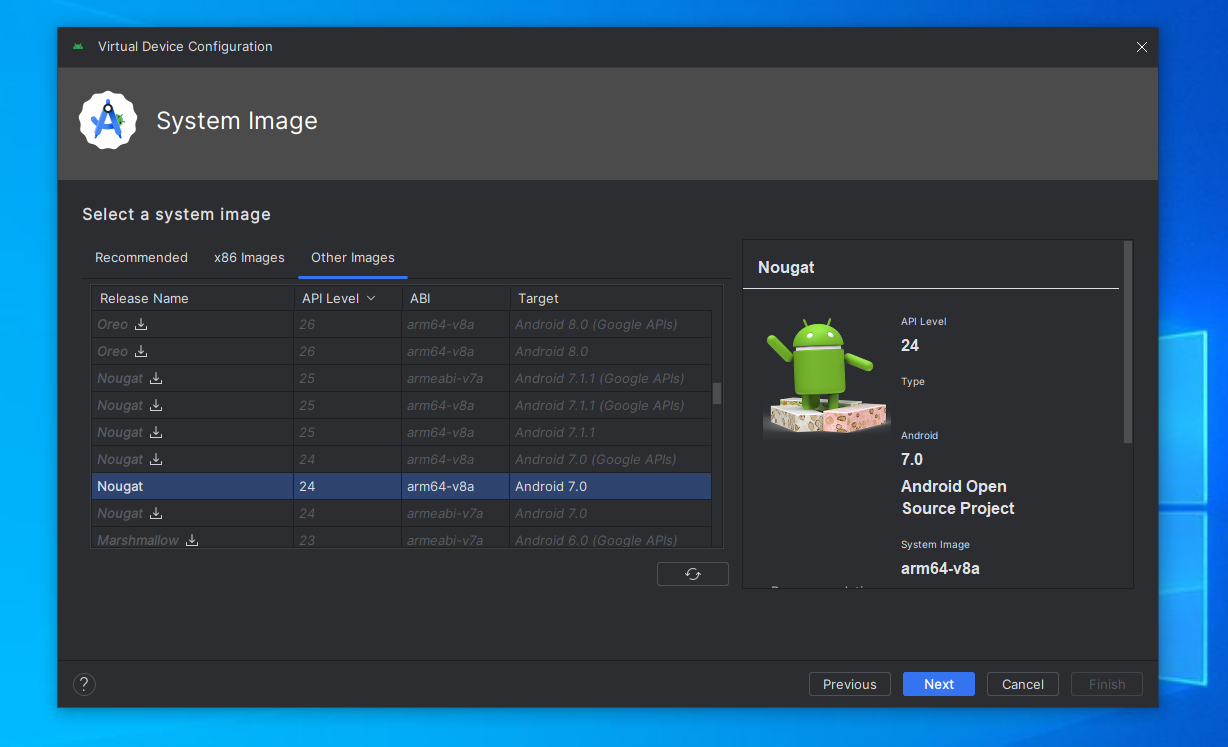 Virtual Device Configuration
System Image
Select a system image
Recommended x86 Images Other Images
Release Name API Level ABI Target
Oreo 26 arm64-v8a Android 8.0 (Google APIs)
Oreo 26 arm64-v8a Android 8.0
Nougat 25 armeabi-v7a Android 7.1.1 (Google APIs)
Nougat 25 arm64-v8a Android 7.1.1 (Google APIs)
Nougat 25 arm64-v8a Android 7.1.1
Nougat 24 arm64-v8a Android 7.0 (Google APIs)
Nougat 24 arm64-v8a Android 7.0
Nougat 24 armeabi-v7a Android 7.0
Marshmallow 23 armeabi-v7a Android 6.0 (Google APIs)
Nougat
API Level
24
Type
Android
7.0
Android Open
Source Project
System Image
arm64-v8a
?
Previous Next Cancel Finish